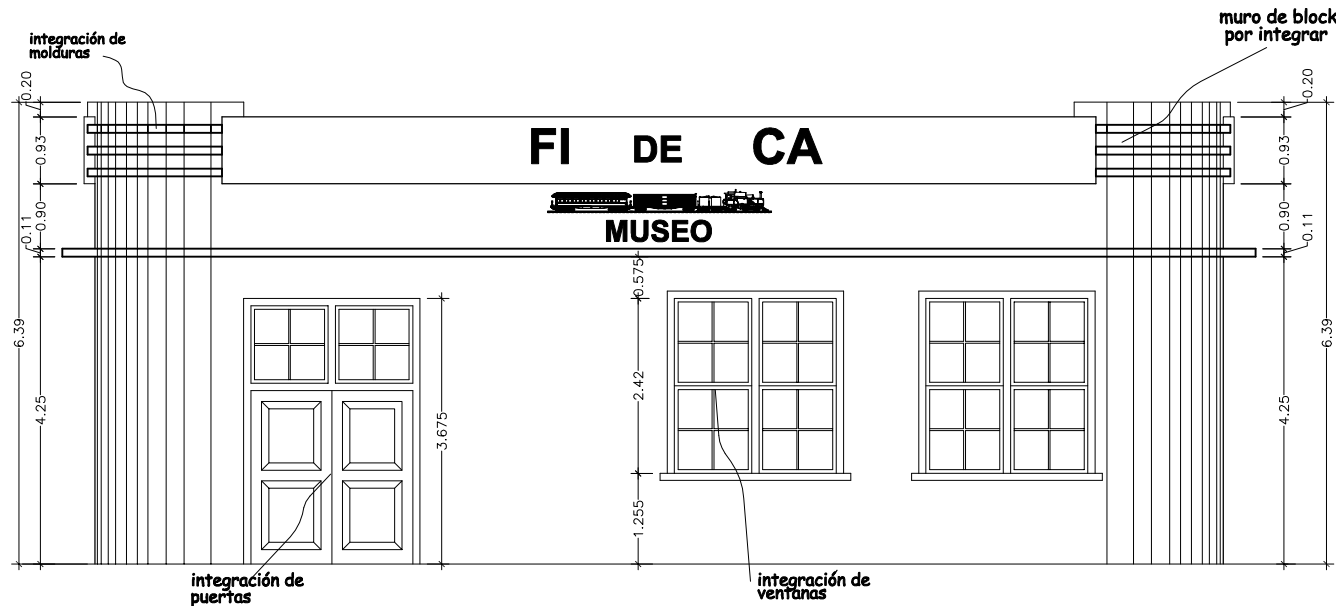 integración de
molduras
muro de block
por integrar
0.20
0.93
0.90
0.11
6.39
4.25
FI DE CA
MUSEO
0.575
2.42
1.255
3.675
0.20
0.93
0.90
0.11
4.25
6.39
integración de
puertas
integración de
ventanas